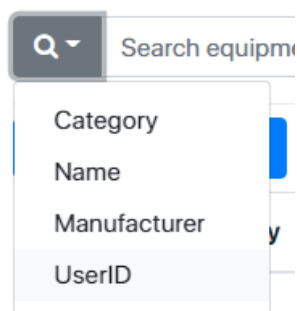 Search equipme
Category
Name
Manufacturer
y
UserID